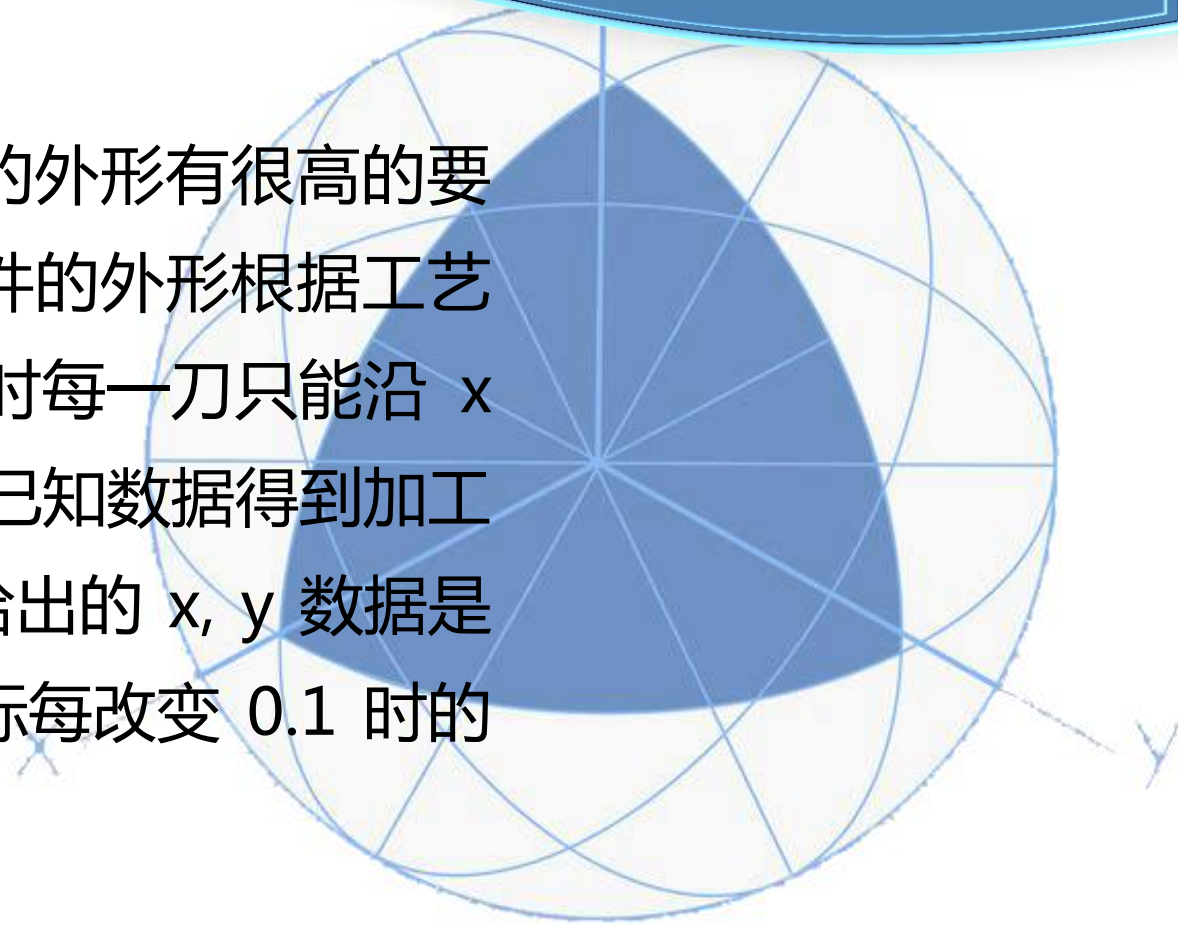 的外形有很高的要
件的外形根据工艺
时每一刀只能沿 x
已知数据得到加工
给出的 x, y 数据是
标每改变 0.1 时的
X
y